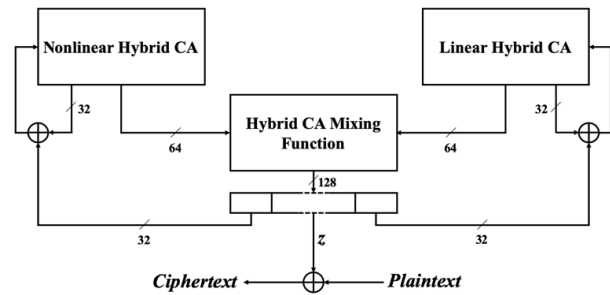 Nonlinear Hybrid CA
Linear Hybrid CA
32
32
Hybrid CA Mixing
Function
64
64
128
32
z
32
Ciphertext
Plaintext